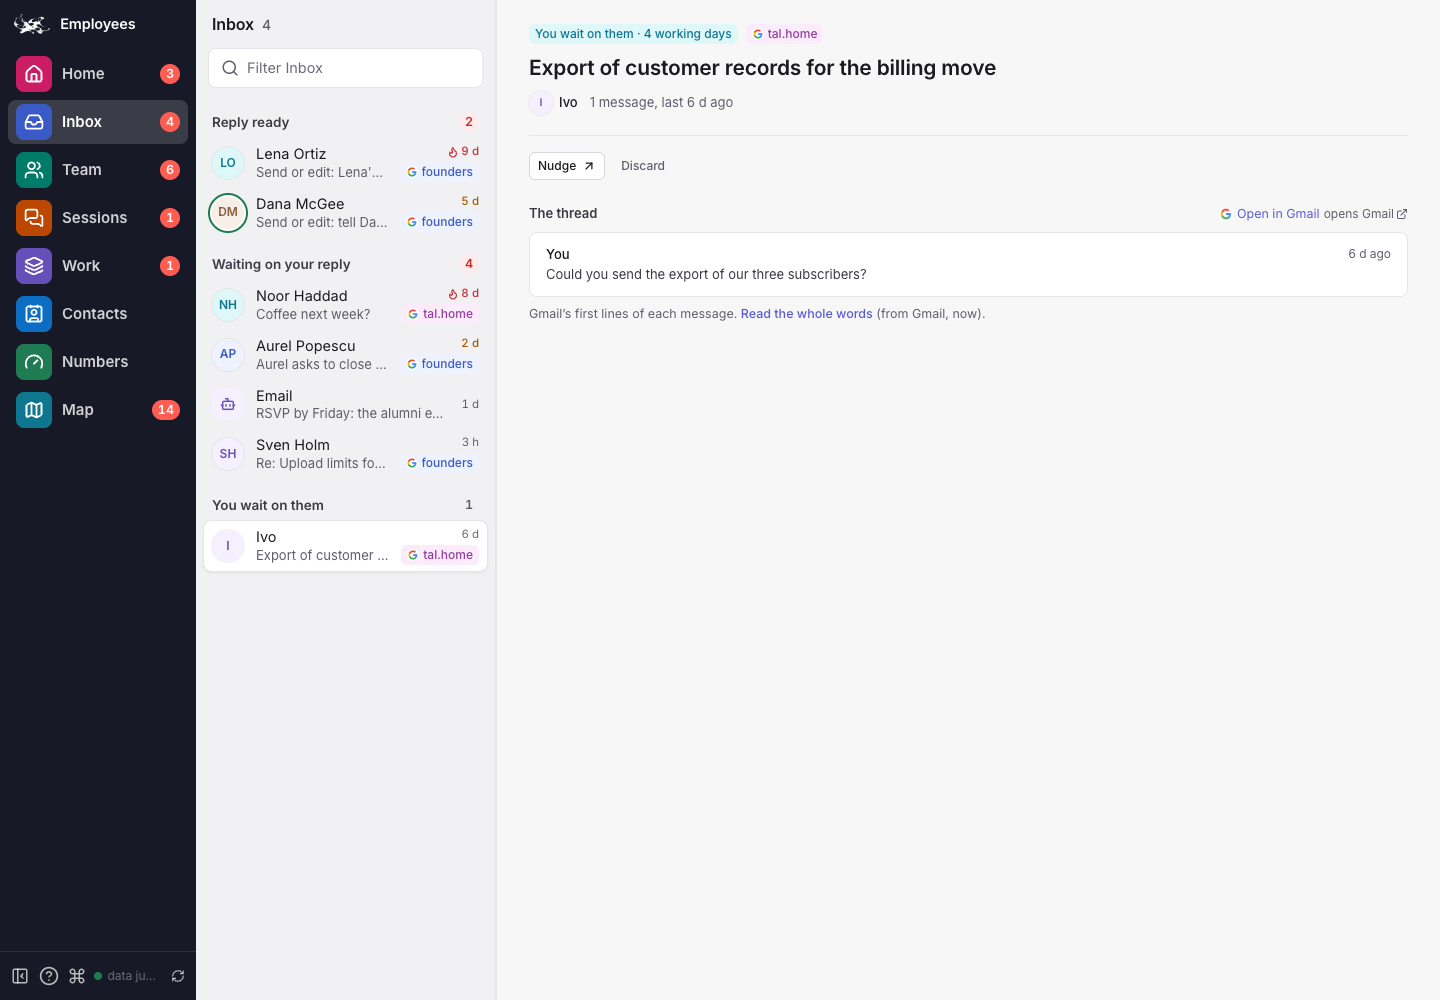 Employees
Home 3
Inbox 4
Team 6
Sessions 1
Work 1
Contacts
Numbers
Map 14
data ju...
Inbox 4
Filter Inbox
Reply ready 2
LO Lena Ortiz 9 d
Send or edit: Lena'... founders
DM Dana McGee 5 d
Send or edit: tell Da... founders
Waiting on your reply 4
NH Noor Haddad 8 d
Coffee next week? tal.home
AP Aurel Popescu 2 d
Aurel asks to close ... founders
Email 1 d
RSVP by Friday: the alumni e...
SH Sven Holm 3 h
Re: Upload limits fo... founders
You wait on them 1
I Ivo 6 d
Export of customer ... tal.home
You wait on them · 4 working days tal.home
Export of customer records for the billing move
I Ivo 1 message, last 6 d ago
Nudge Discard
The thread Open in Gmail opens Gmail
You 6 d ago
Could you send the export of our three subscribers?
Gmail’s first lines of each message. Read the whole words (from Gmail, now).